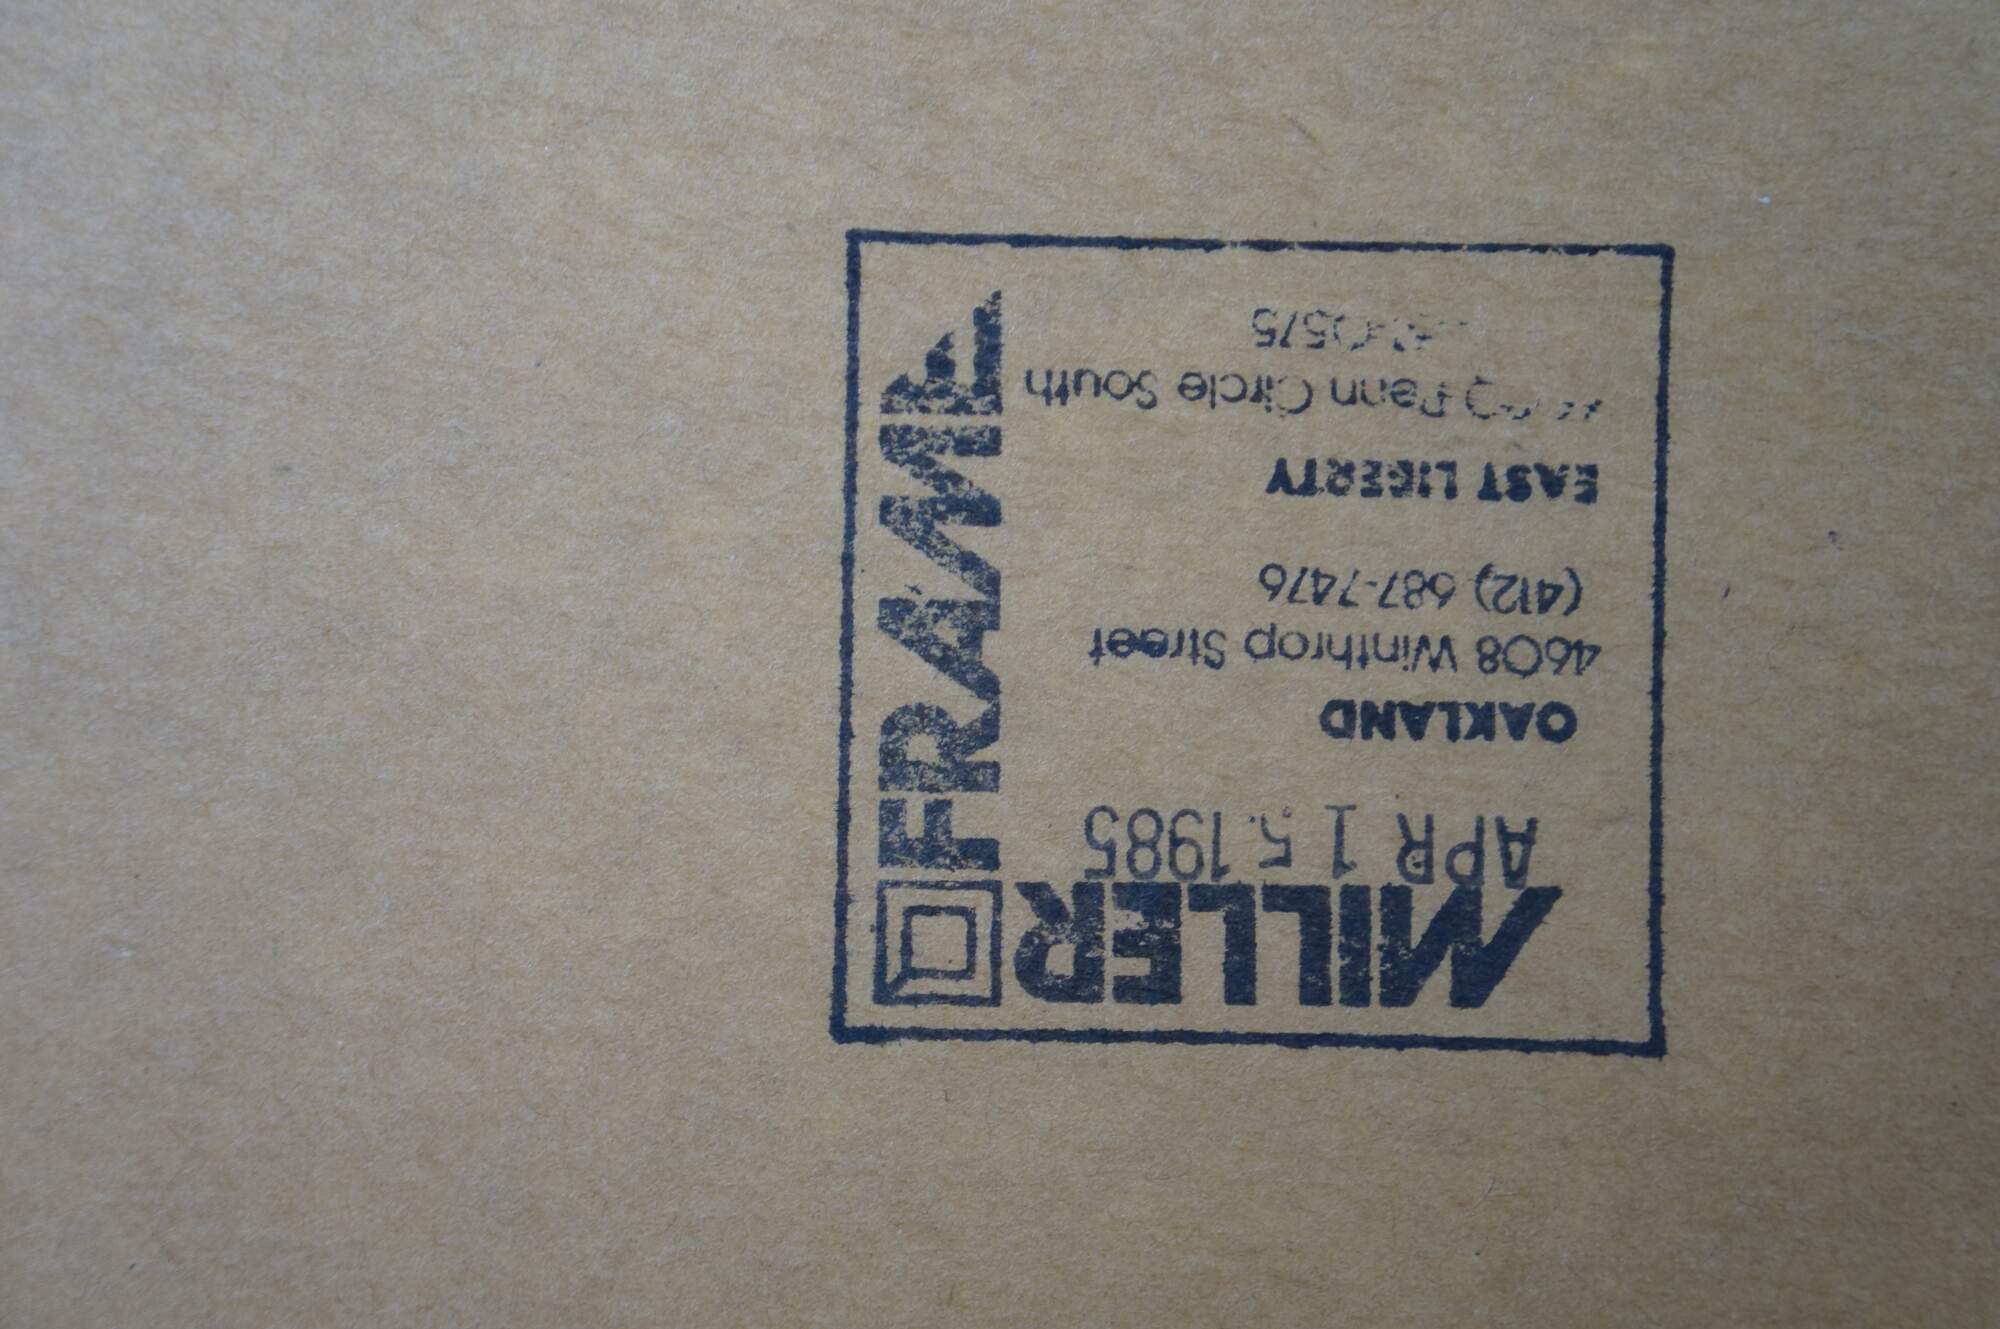 MILLER
FRAME
APR 15.1985
OAKLAND
4608 Winthrop Street
(412) 687-7476
EAST LIBERTY
Penn Circle South